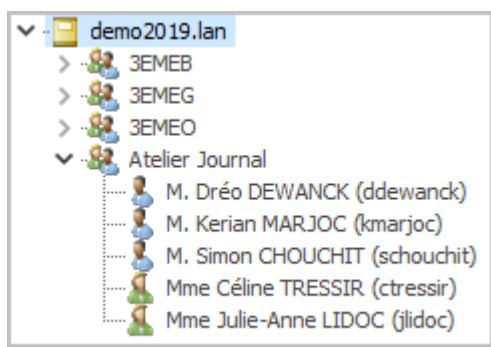 demo2019.lan
3EMEB
3EMEG
3EMEO
Atelier Journal
M. Dréo DEWANCK (ddewanck)
M. Kerian MARJOC (kmarjoc)
M. Simon CHOUCHIT (schouchit)
Mme Céline TRESSIR (ctressir)
Mme Julie-Anne LIDOC (jlidoc)